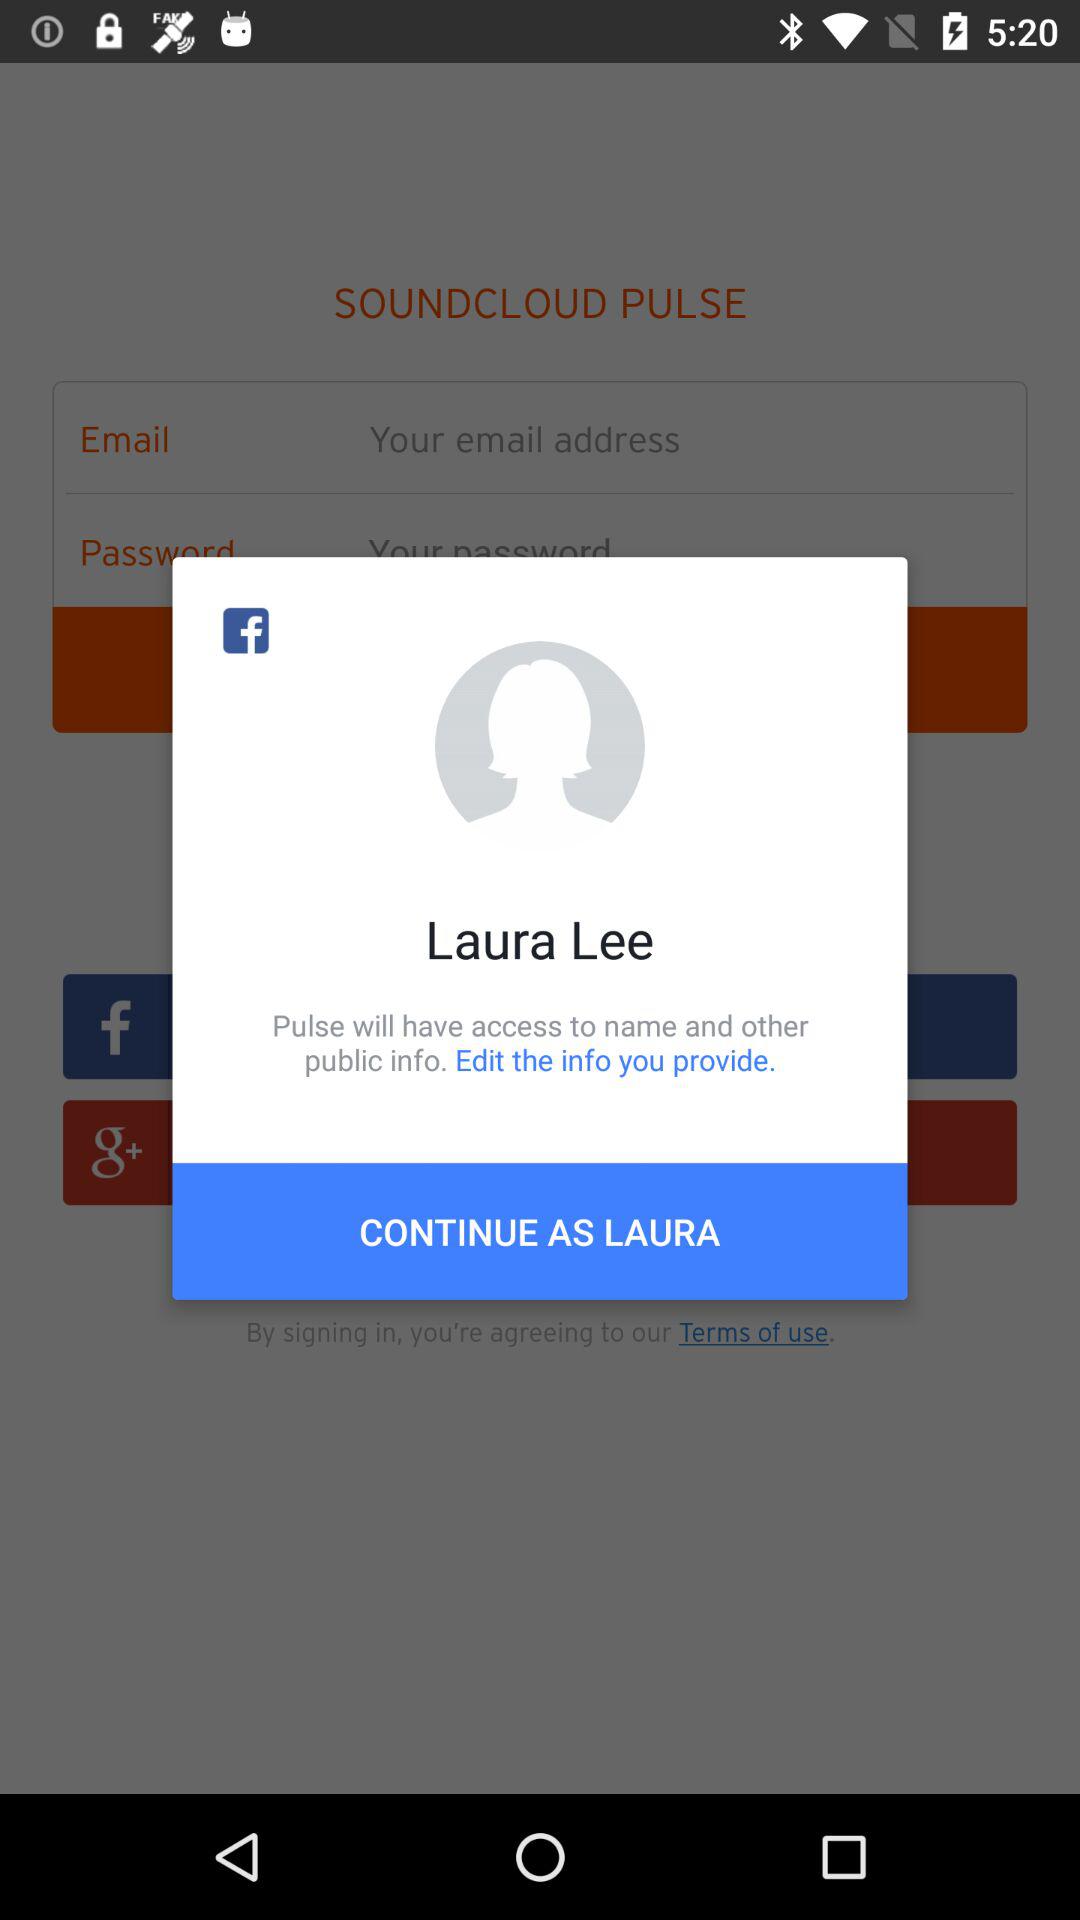 FAKE
5:20
SOUNDCLOUD PULSE
Email Your email address
Password Your password
Laura Lee
Pulse will have access to name and other
public info. Edit the info you provide.
g+
CONTINUE AS LAURA
By signing in, you're agreeing to our Terms of use.